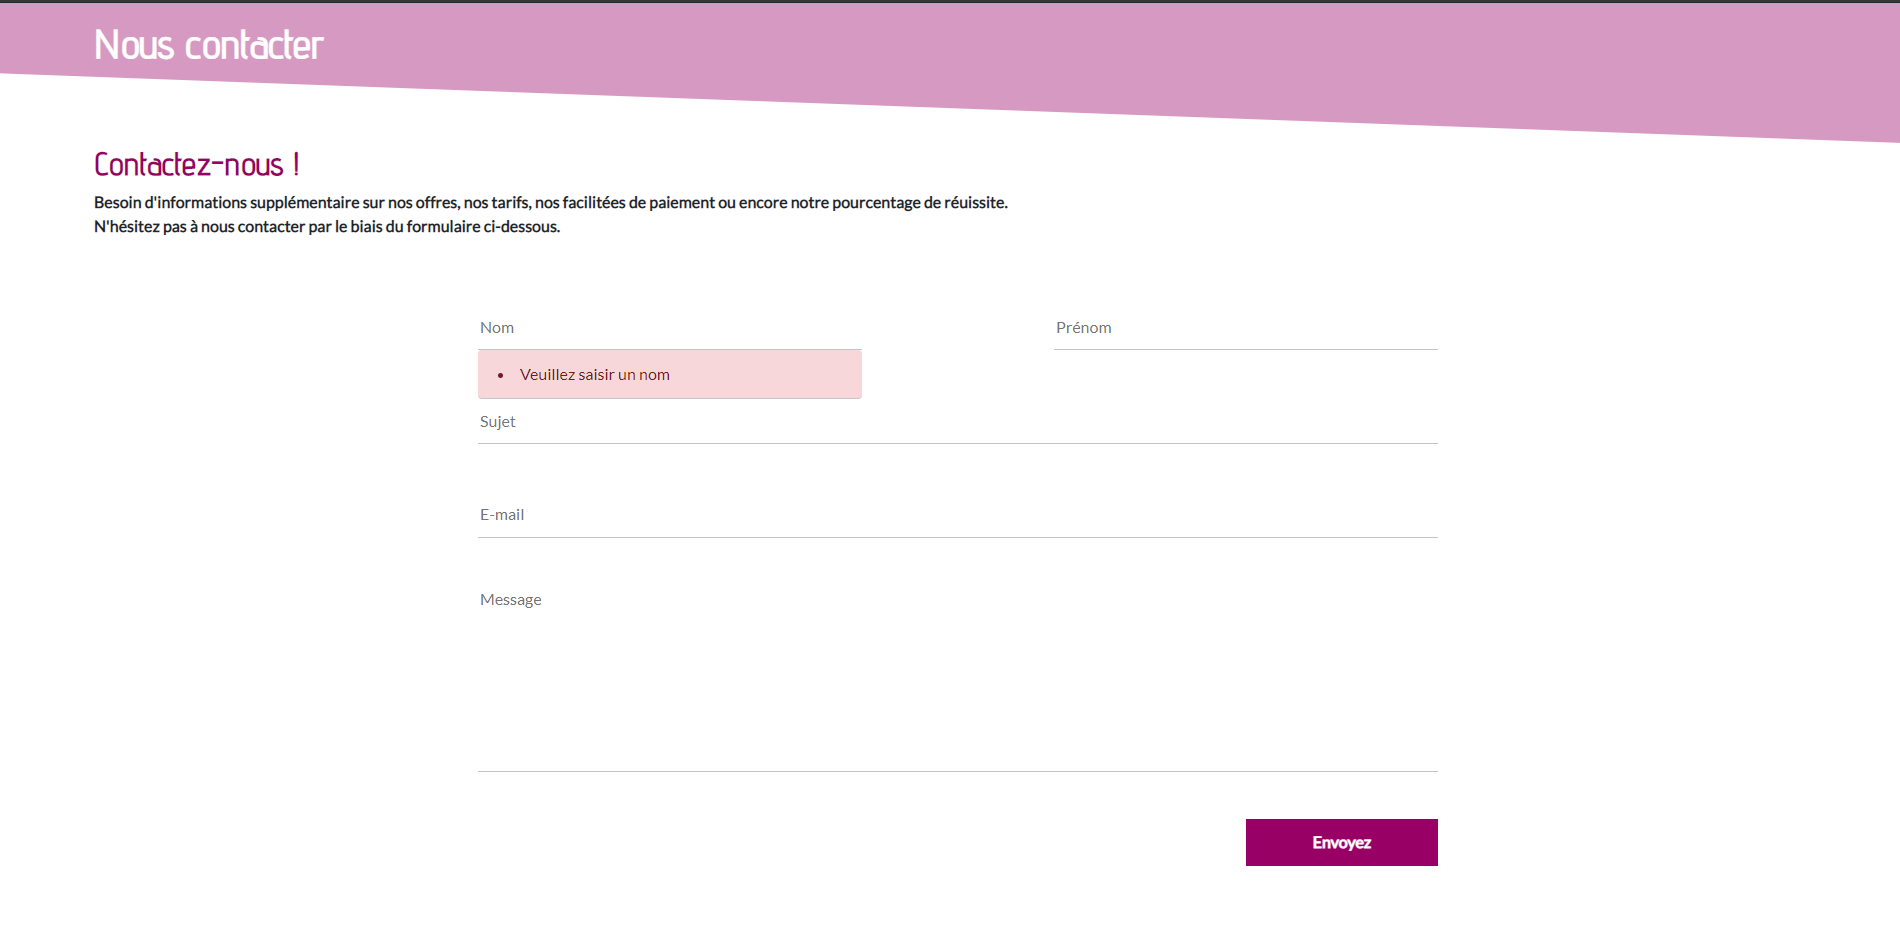 Nous contacter
Contactez-nous !
Besoin d'informations supplémentaire sur nos offres, nos tarifs, nos facilitées de paiement ou encore notre pourcentage de réuissite.
N'hésitez pas à nous contacter par le biais du formulaire ci-dessous.
Nom
Prénom
• Veuillez saisir un nom
Sujet
E-mail
Message
Envoyez